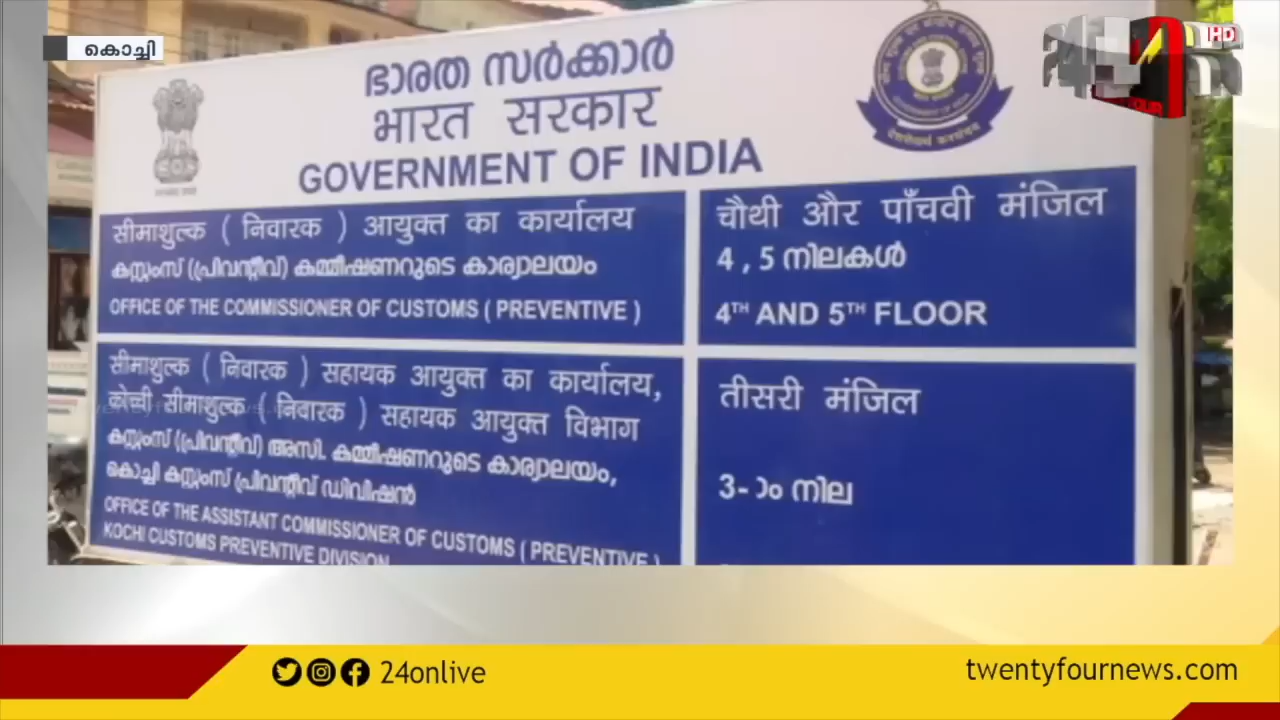 കൊച്ചി
HD
ഭാരത സർക്കാർ
भारत सरकार
GOVERNMENT OF INDIA
सीमाशुल्क ( निवारक ) आयुक्त का कार्यालय
കസ്റ്റംസ് (പ്രിവന്റീവ്) കമ്മീഷണറുടെ കാര്യാലയം
OFFICE OF THE COMMISSIONER OF CUSTOMS ( PREVENTIVE )
चौथी और पाँचवी मंजिल
4 , 5 നിലകൾ
4TH AND 5TH FLOOR
सीमाशुल्क ( निवारक ) सहायक आयुक्त का कार्यालय,
कोच्ची सीमाशुल्क ( निवारक ) सहायक आयुक्त विभाग
കസ്റ്റംസ് (പ്രിവന്റീവ്) അസി. കമ്മീഷണറുടെ കാര്യാലയം,
കൊച്ചി കസ്റ്റംസ് പ്രിവന്റീവ് ഡിവിഷൻ
OFFICE OF THE ASSISTANT COMMISSIONER OF CUSTOMS ( PREVENTIVE )
KOCHI CUSTOMS PREVENTIVE DIVISION
तीसरी मंजिल
3-ാം നില
24onlive
twentyfournews.com